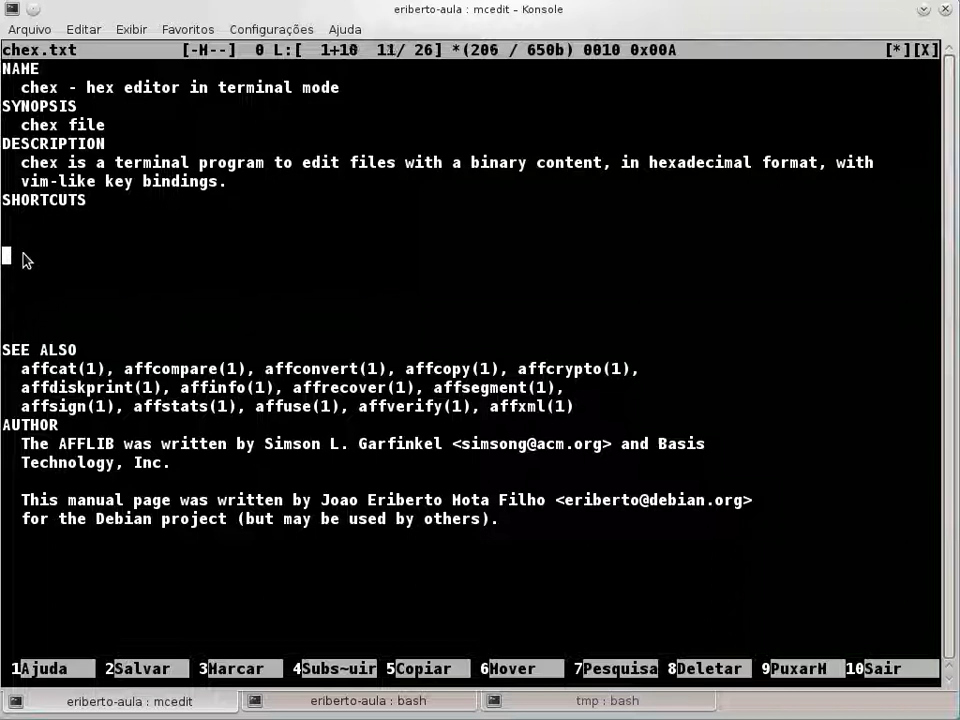 eriberto-aula : mcedit – Konsole
Arquivo Editar Exibir Favoritos Configurações Ajuda
chex.txt [-H--] 0 L:[ 1+10 11/ 26] *(206 / 650b) 0010 0x00A [*][X]
NAME
chex - hex editor in terminal mode
SYNOPSIS
chex file
DESCRIPTION
chex is a terminal program to edit files with a binary content, in hexadecimal format, with
vim-like key bindings.
SHORTCUTS
SEE ALSO
affcat(1), affcompare(1), affconvert(1), affcopy(1), affcrypto(1),
affdiskprint(1), affinfo(1), affrecover(1), affsegment(1),
affsign(1), affstats(1), affuse(1), affverify(1), affxml(1)
AUTHOR
The AFFLIB was written by Simson L. Garfinkel <simsong@acm.org> and Basis
Technology, Inc.
This manual page was written by Joao Eriberto Mota Filho <eriberto@debian.org>
for the Debian project (but may be used by others).
1Ajuda 2Salvar 3Marcar 4Subs~uir 5Copiar 6Mover 7Pesquisa 8Deletar 9PuxarM 10Sair
eriberto-aula : mcedit eriberto-aula : bash tmp : bash